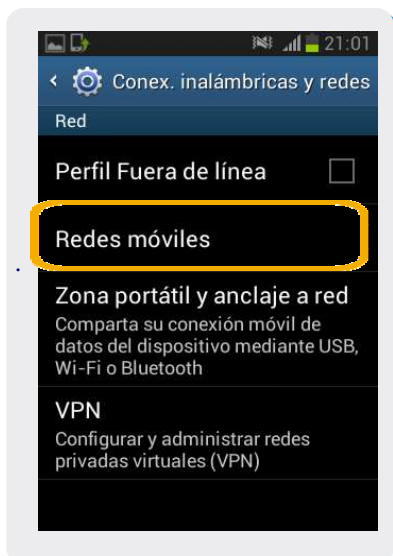 21:01
Conex. inalámbricas y redes
Red
Perfil Fuera de línea
Redes móviles
Zona portátil y anclaje a red
Comparta su conexión móvil de
datos del dispositivo mediante USB,
Wi-Fi o Bluetooth
VPN
Configurar y administrar redes
privadas virtuales (VPN)